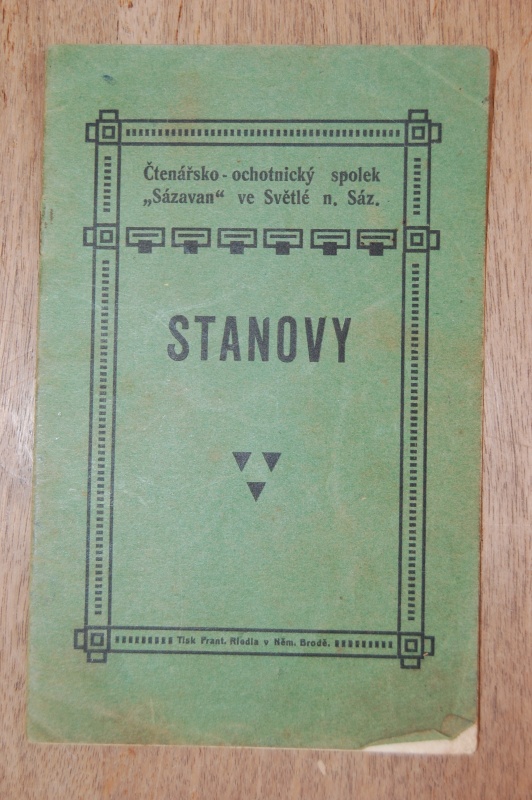 Čtenářsko - ochotnický spolek
„Sázavan“ ve Světlé n. Sáz.
STANOVY
Tisk Frant. Riedla v Něm. Brodě.